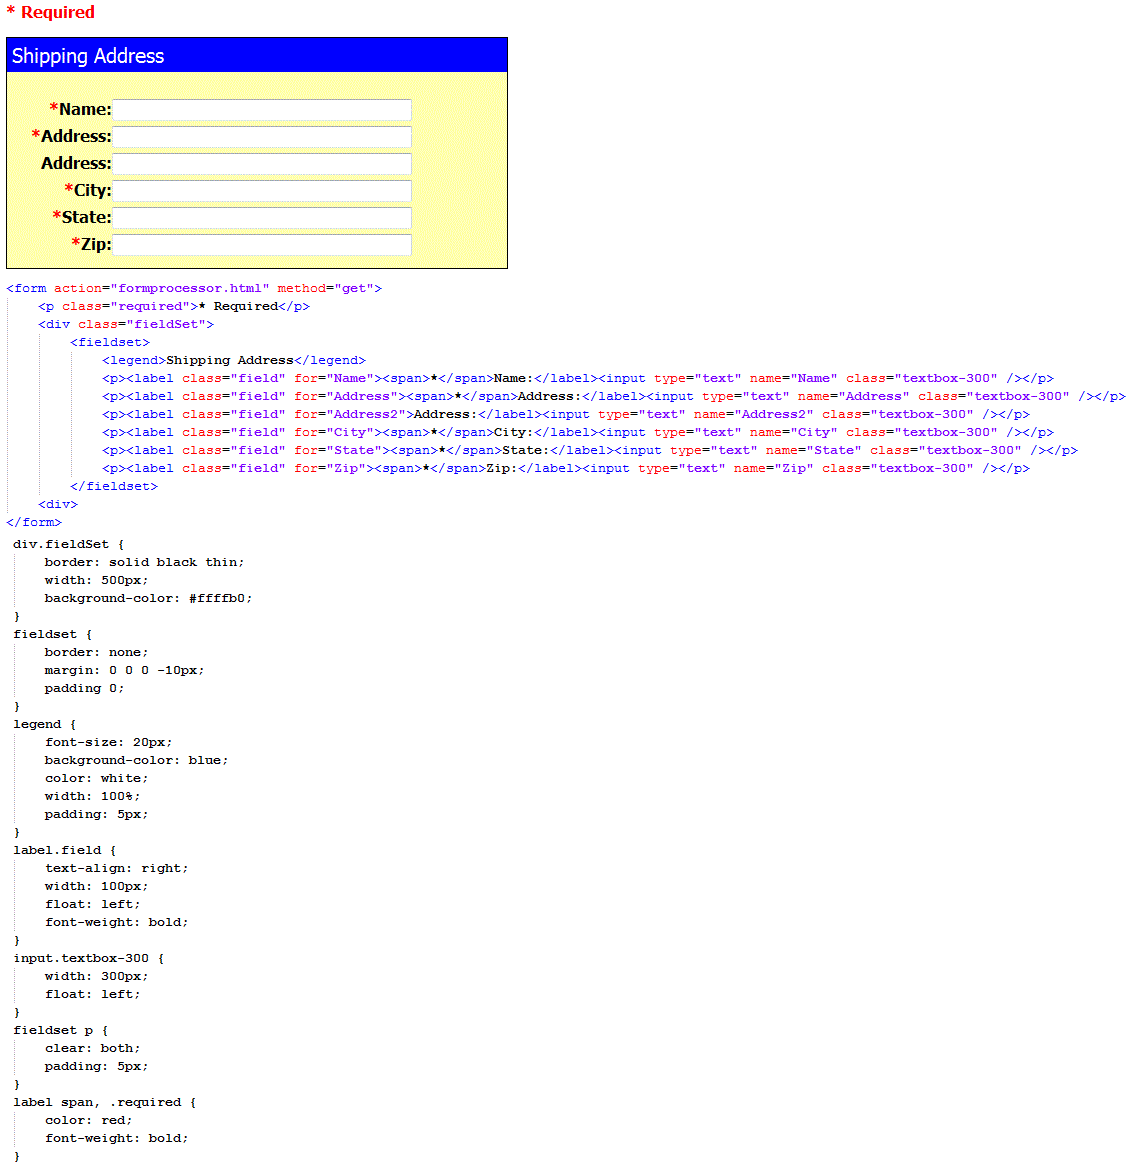 * Required
Shipping Address
*Name:
*Address:
Address:
*City:
*State:
*Zip:
<form action="formprocessor.html" method="get">
<p class="required">* Required</p>
<div class="fieldSet">
<fieldset>
<legend>Shipping Address</legend>
<p><label class="field" for="Name"><span>*</span>Name:</label><input type="text" name="Name" class="textbox-300" /></p>
<p><label class="field" for="Address"><span>*</span>Address:</label><input type="text" name="Address" class="textbox-300" /></p>
<p><label class="field" for="Address2">Address:</label><input type="text" name="Address2" class="textbox-300" /></p>
<p><label class="field" for="City"><span>*</span>City:</label><input type="text" name="City" class="textbox-300" /></p>
<p><label class="field" for="State"><span>*</span>State:</label><input type="text" name="State" class="textbox-300" /></p>
<p><label class="field" for="Zip"><span>*</span>Zip:</label><input type="text" name="Zip" class="textbox-300" /></p>
</fieldset>
<div>
</form>
div.fieldSet {
border: solid black thin;
width: 500px;
background-color: #ffffb0;
}
fieldset {
border: none;
margin: 0 0 0 -10px;
padding 0;
}
legend {
font-size: 20px;
background-color: blue;
color: white;
width: 100%;
padding: 5px;
}
label.field {
text-align: right;
width: 100px;
float: left;
font-weight: bold;
}
input.textbox-300 {
width: 300px;
float: left;
}
fieldset p {
clear: both;
padding: 5px;
}
label span, .required {
color: red;
font-weight: bold;
}